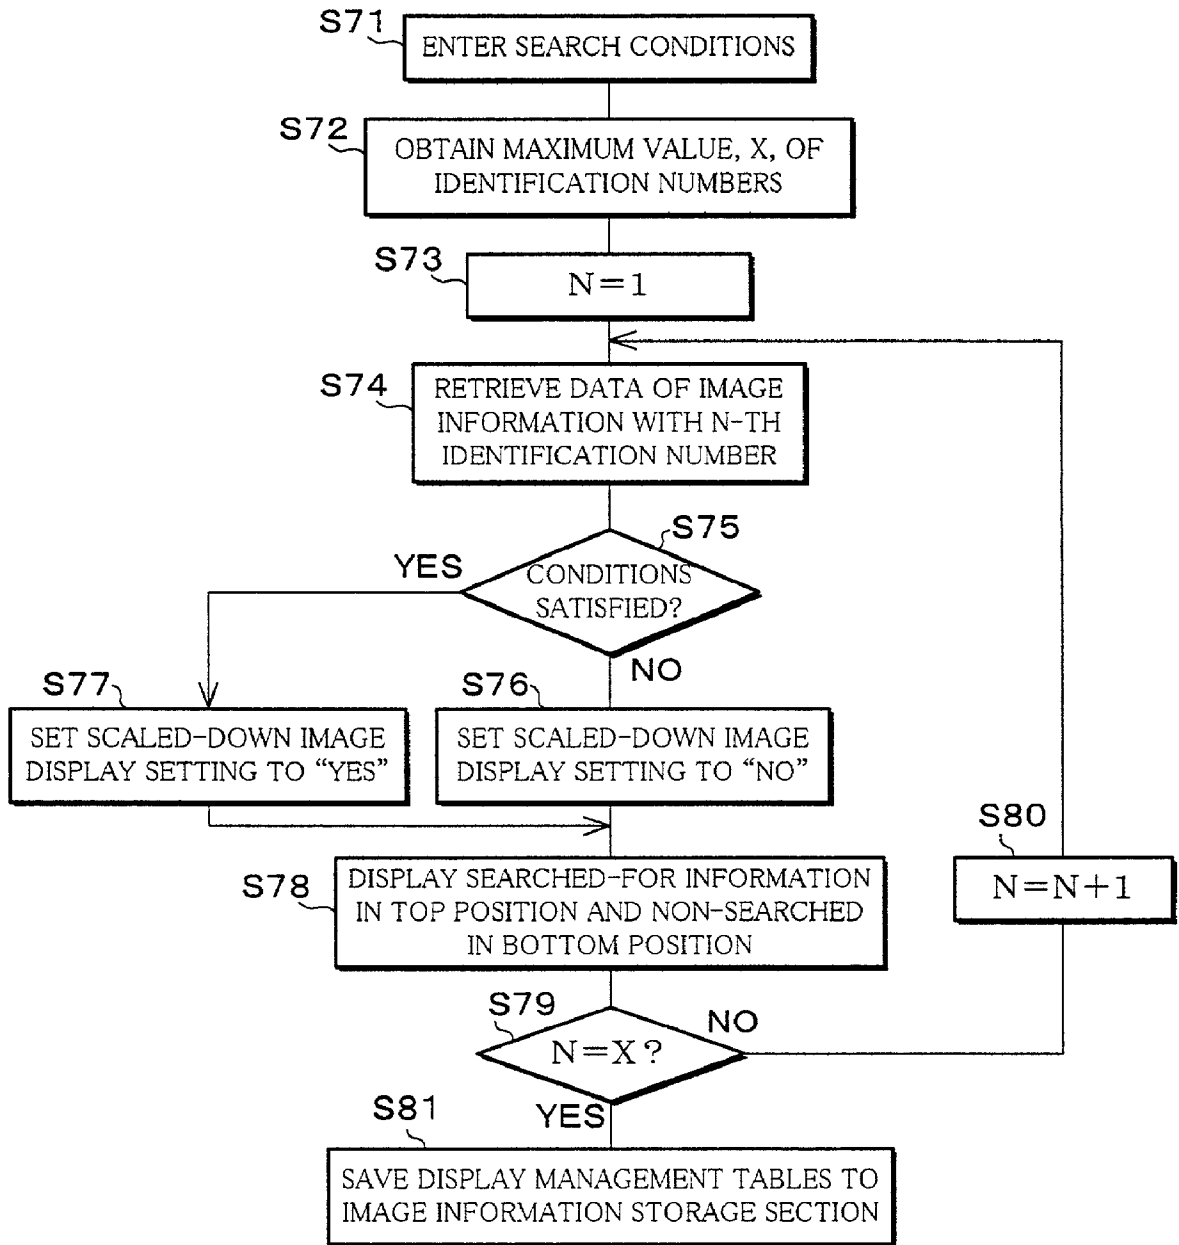 S71
ENTER SEARCH CONDITIONS
S72
OBTAIN MAXIMUM VALUE, X, OF
IDENTIFICATION NUMBERS
S73
N=1
S74
RETRIEVE DATA OF IMAGE
INFORMATION WITH N-TH
IDENTIFICATION NUMBER
S75
YES
CONDITIONS
SATISFIED?
NO
S77
SET SCALED-DOWN IMAGE
DISPLAY SETTING TO “YES”
S76
SET SCALED-DOWN IMAGE
DISPLAY SETTING TO “NO”
S80
N=N+1
S78
DISPLAY SEARCHED-FOR INFORMATION
IN TOP POSITION AND NON-SEARCHED
IN BOTTOM POSITION
S79
NO
N=X?
YES
S81
SAVE DISPLAY MANAGEMENT TABLES TO
IMAGE INFORMATION STORAGE SECTION